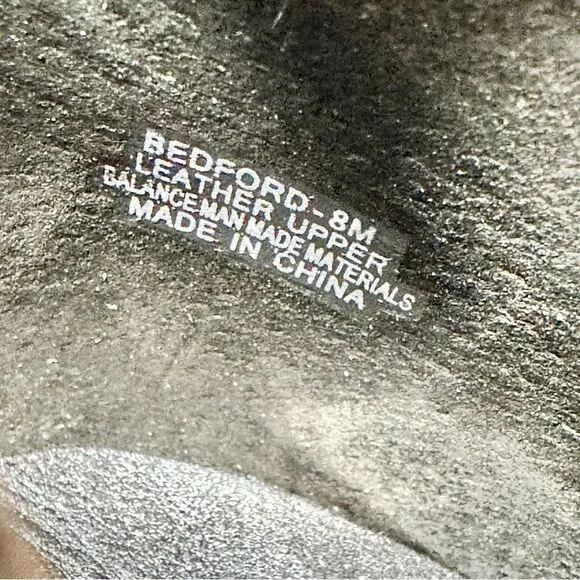 BEDFORD-8M
LEATHER UPPER
BALANCE MAN MADE MATERIALS
MADE IN CHINA